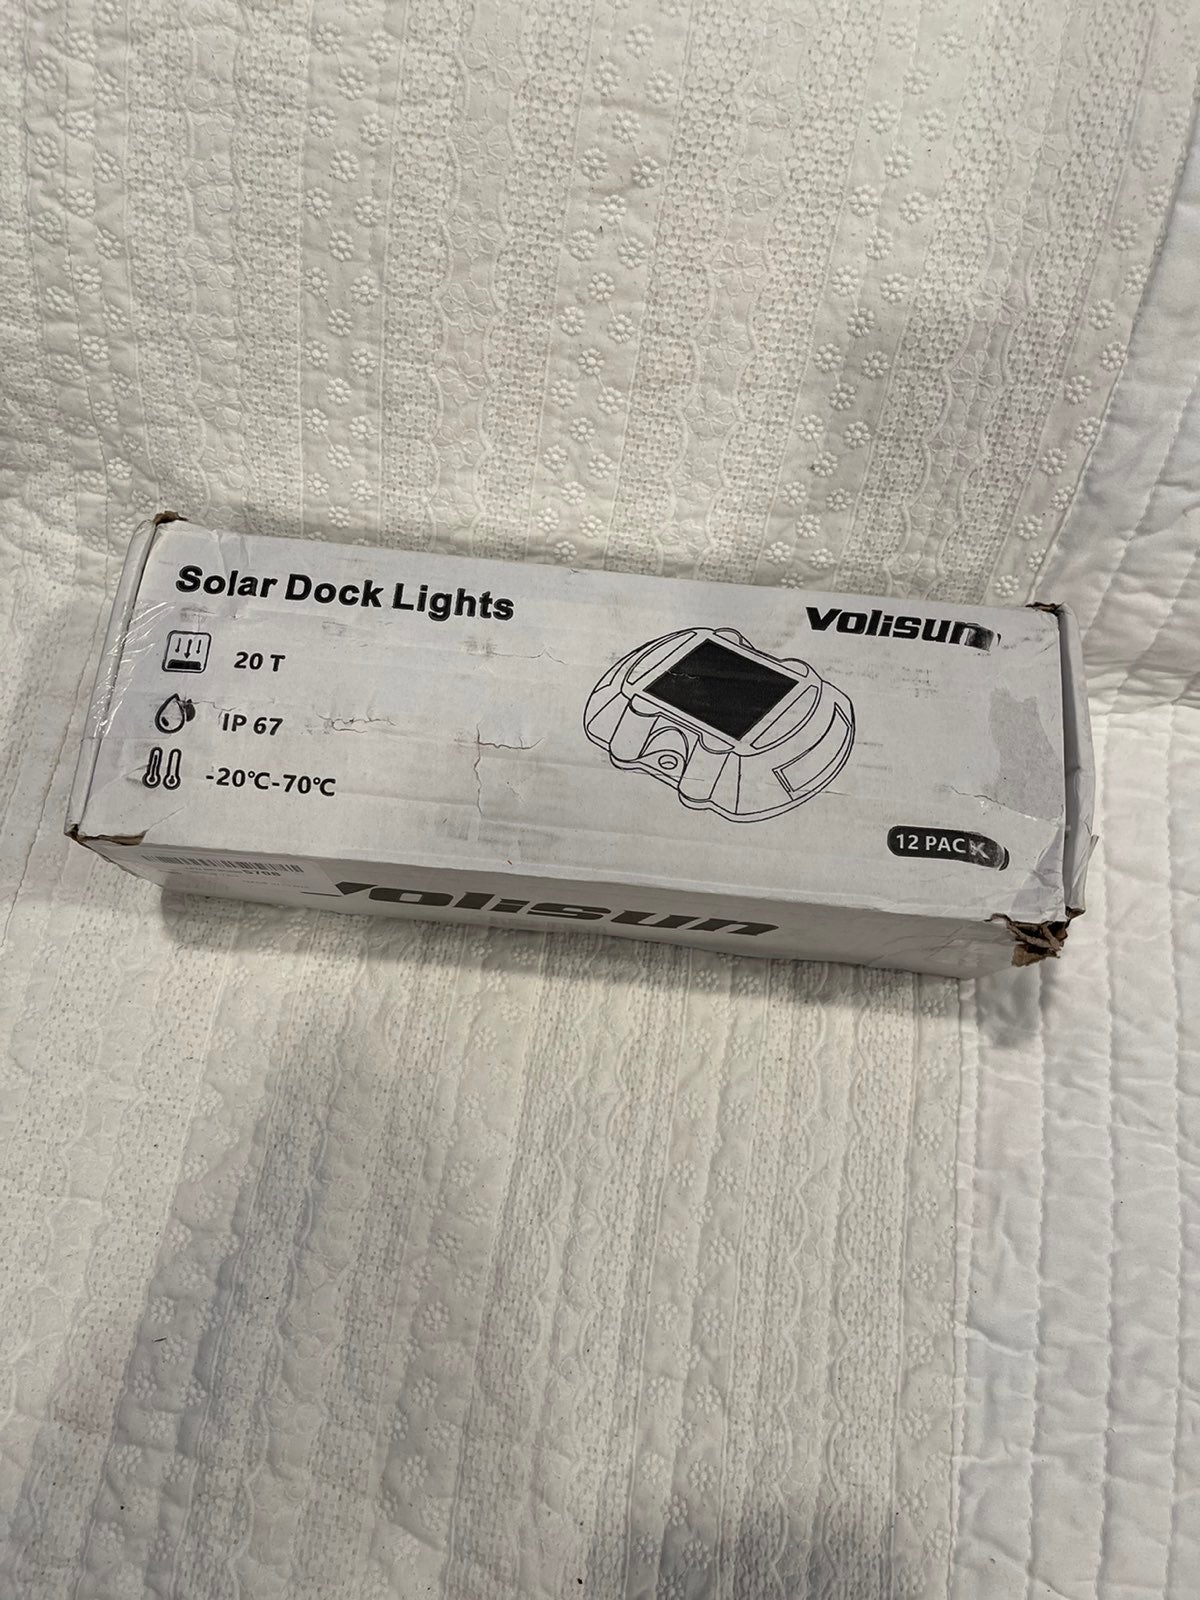 Solar Dock Lights
Volisun
20 T
IP 67
-20°C-70°C
12 PACK
Volisun